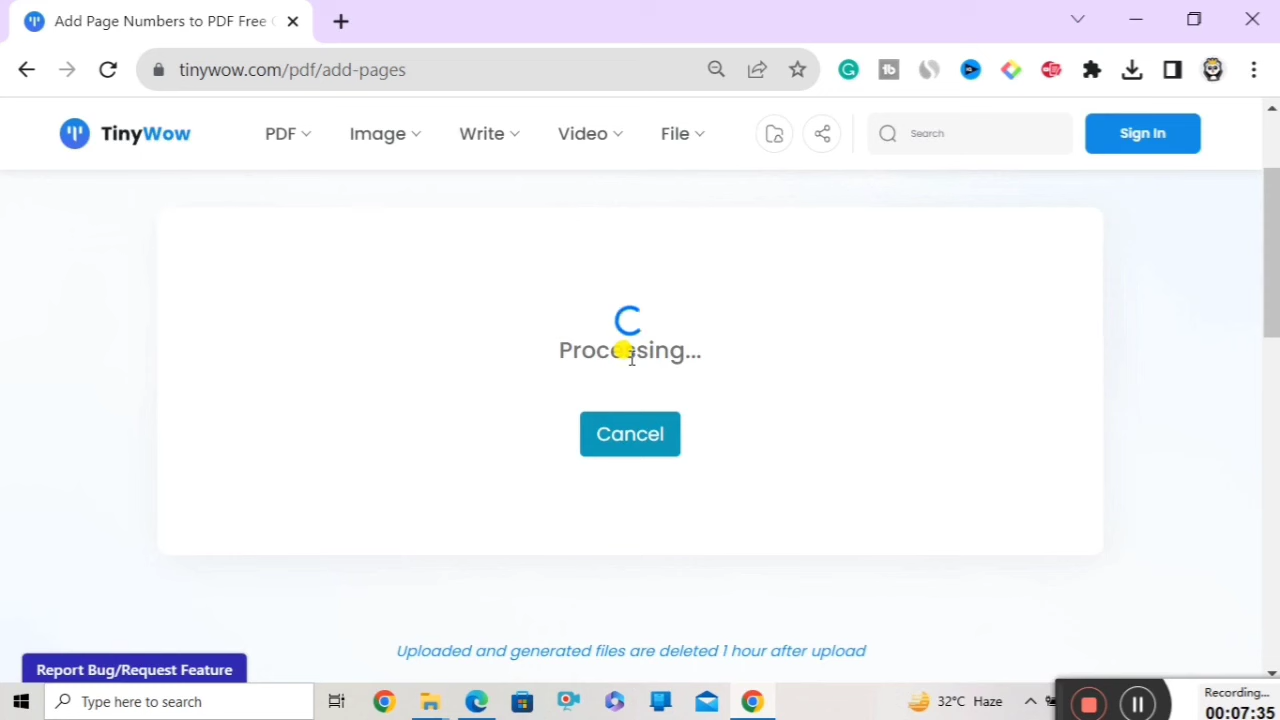 Add Page Numbers to PDF Free
tinywow.com/pdf/add-pages
tb
TinyWow
PDF
Image
Write
Video
File
Search
Sign In
Processing...
Cancel
Uploaded and generated files are deleted 1 hour after upload
Report Bug/Request Feature
Type here to search
32°C Haze
Recording...
00:07:35